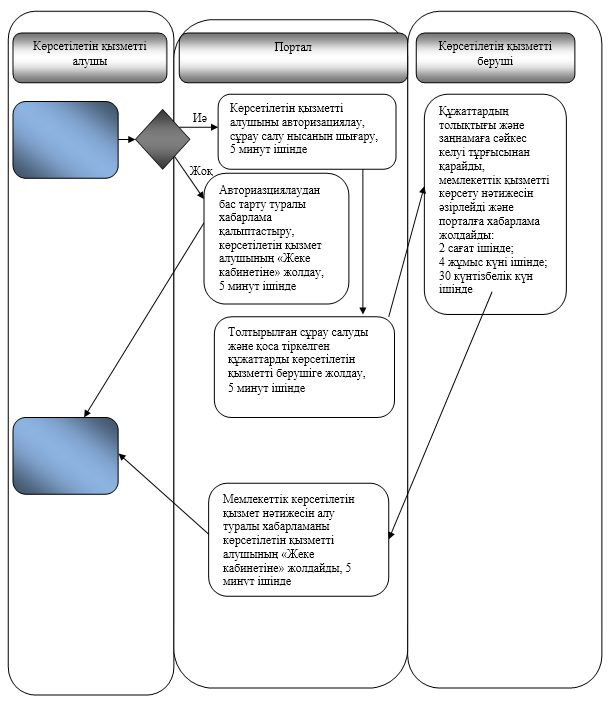 Көрсетілетін қызметті
алушы
Портал
Көрсетілетін қызметті
беруші
Иә
Көрсетілетін қызметті
алушыны авторизациялау,
сұрау салу нысанын шығару,
5 минут ішінде
Жоқ
Авториазциялаудан
бас тарту туралы
хабарлама
қалыптастыру,
көрсетілетін қызмет
алушының «Жеке
кабинетіне» жолдау,
5 минут ішінде
Құжаттардың
толықтығы және
заңнамаға сәйкес
келуі тұрғысынан
қарайды,
мемлекеттік қызметті
көрсету нәтижесін
әзірлейді және
порталға хабарлама
жолдайды:
2 сағат ішінде;
4 жұмыс күні ішінде;
30 күнтізбелік күн
ішінде
Толтырылған сұрау салуды
және қоса тіркелген
құжаттарды көрсетілетін
қызметті берушіге жолдау,
5 минут ішінде
Мемлекеттік көрсетілетін
қызмет нәтижесін алу
туралы хабарламаны
көрсетілетін қызметті
алушының «Жеке
кабинетіне» жолдайды, 5
минут ішінде